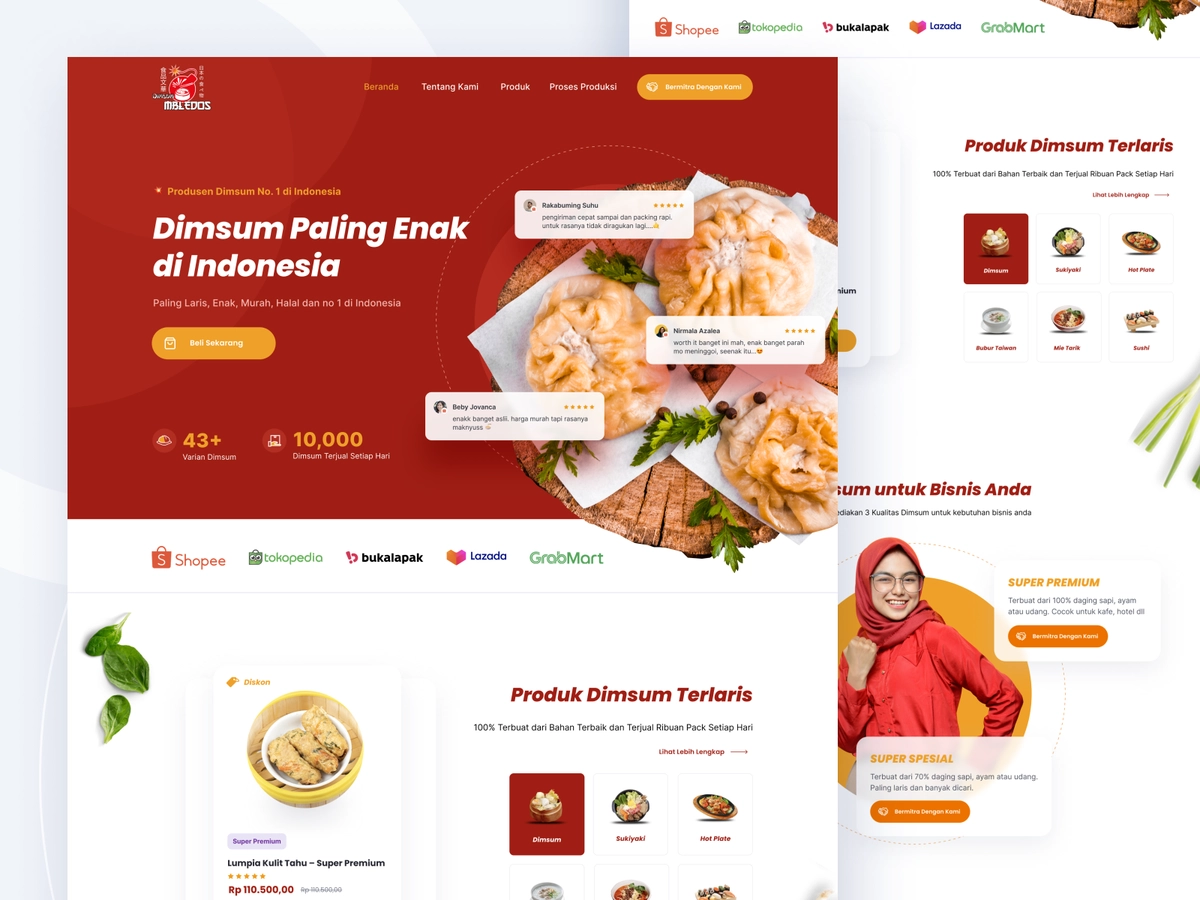 Shopee
tokopedia
bukalapak
Lazada
GrabMart
MBLEDOS
Beranda
Tentang Kami
Produk
Proses Produksi
Bermitra Dengan Kami
Produsen Dimsum No. 1 di Indonesia
Dimsum Paling Enak
di Indonesia
Paling Laris, Enak, Murah, Halal dan no 1 di Indonesia
Beli Sekarang
43+
Varian Dimsum
10,000
Dimsum Terjual Setiap Hari
Rakabuming Suhu
pengiriman cepat sampai dan packing rapi.
untuk rasanya tidak diragukan lagi....👍
Nirmala Azalea
worth it banget ini mah, enak banget parah
mo meninggoi, seenak itu...😍
Beby Jovanca
enakk banget aslii. harga murah tapi rasanya
maknyuss
Shopee
tokopedia
bukalapak
Lazada
GrabMart
Diskon
Super Premium
Lumpia Kulit Tahu – Super Premium
Rp 110.500,00
Rp 110.500,00
Produk Dimsum Terlaris
100% Terbuat dari Bahan Terbaik dan Terjual Ribuan Pack Setiap Hari
Lihat Lebih Lengkap
Dimsum
Sukiyaki
Hot Plate
Produk Dimsum Terlaris
100% Terbuat dari Bahan Terbaik dan Terjual Ribuan Pack Setiap Hari
Lihat Lebih Lengkap
Dimsum
Sukiyaki
Hot Plate
mium
Bubur Taiwan
Mie Tarik
Sushi
sum untuk Bisnis Anda
ediakan 3 Kualitas Dimsum untuk kebutuhan bisnis anda
SUPER PREMIUM
Terbuat dari 100% daging sapi, ayam
atau udang. Cocok untuk kafe, hotel dll
Bermitra Dengan Kami
SUPER SPESIAL
Terbuat dari 70% daging sapi, ayam atau udang.
Paling laris dan banyak dicari.
Bermitra Dengan Kami